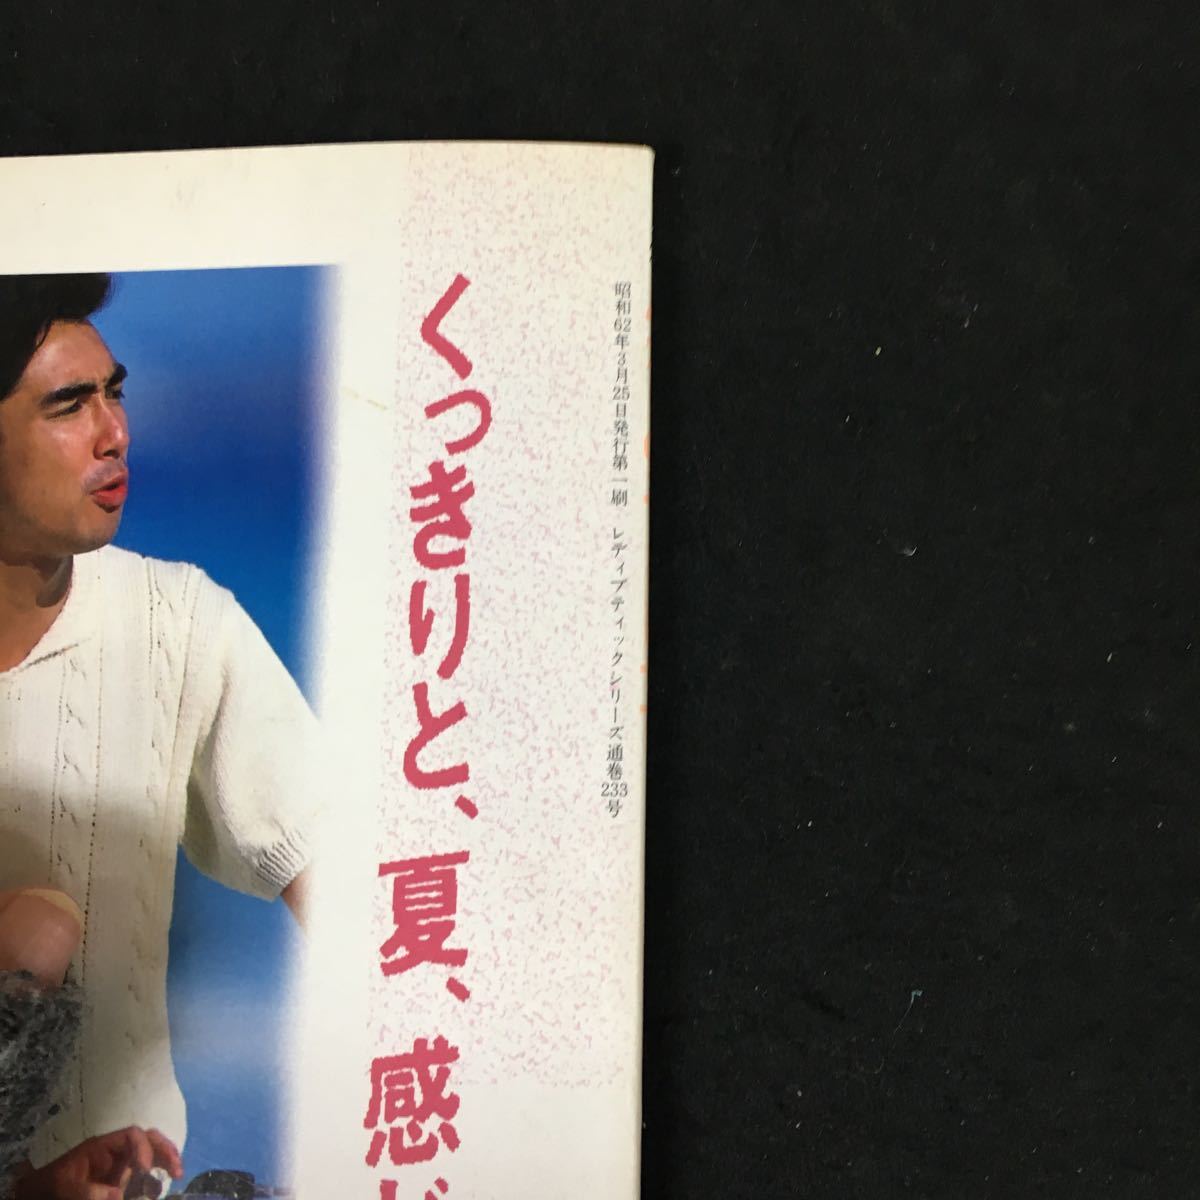 昭和62年3月25日発行第一刷 レディブティックシリーズ通巻233号
くっきりと、夏、感じ